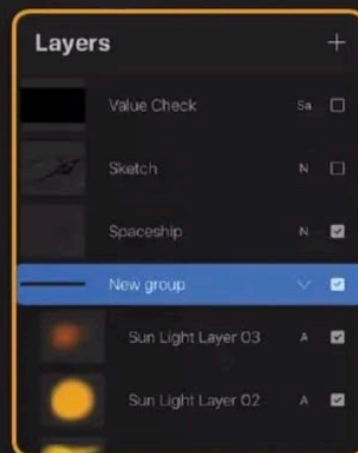 Layers
Value Check Sa
Sketch N
Spaceship N
New group
Sun Light Layer 03 A
Sun Light Layer 02 A